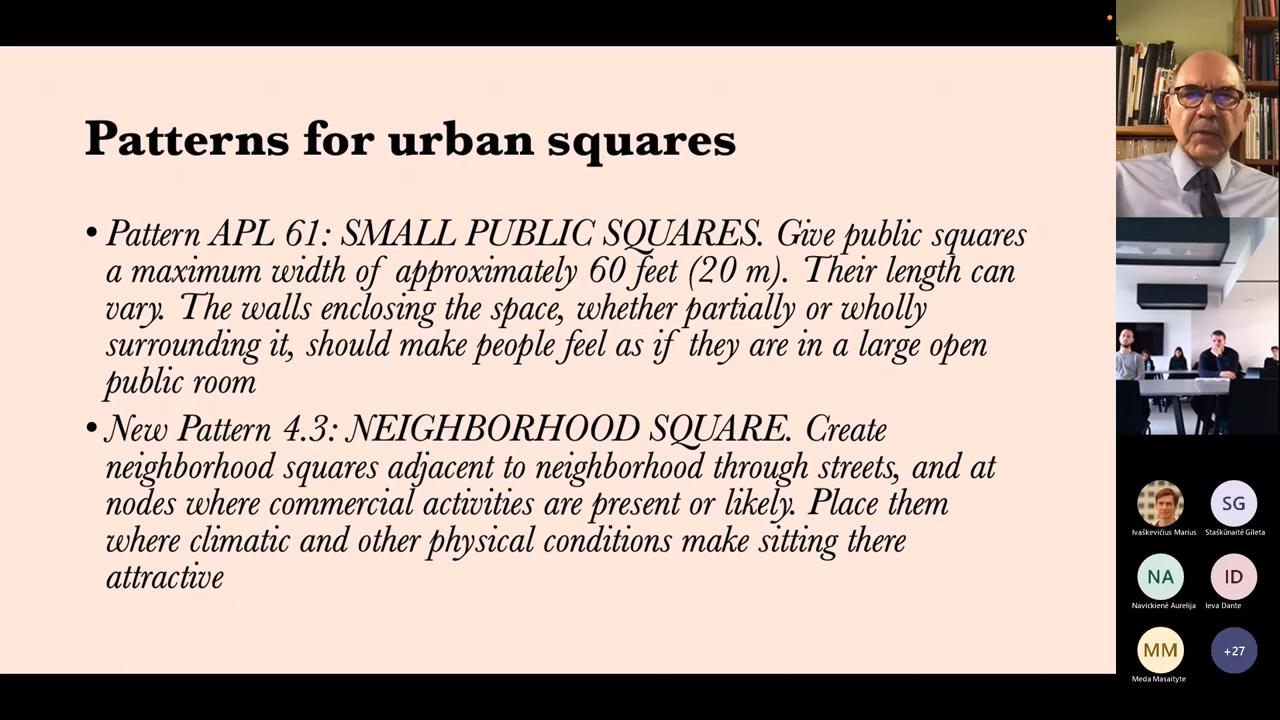 Patterns for urban squares
• Pattern APL 61: SMALL PUBLIC SQUARES. Give public squares
a maximum width of approximately 60 feet (20 m). Their length can
vary. The walls enclosing the space, whether partially or wholly
surrounding it, should make people feel as if they are in a large open
public room
• New Pattern 4.3: NEIGHBORHOOD SQUARE. Create
neighborhood squares adjacent to neighborhood through streets, and at
nodes where commercial activities are present or likely. Place them
where climatic and other physical conditions make sitting there
attractive
SG
Ivaškevičius Marius
Staškūnaitė Gileta
NA
ID
Navickienė Aurelija
Ieva Dante
MM
+27
Meda Masaityte